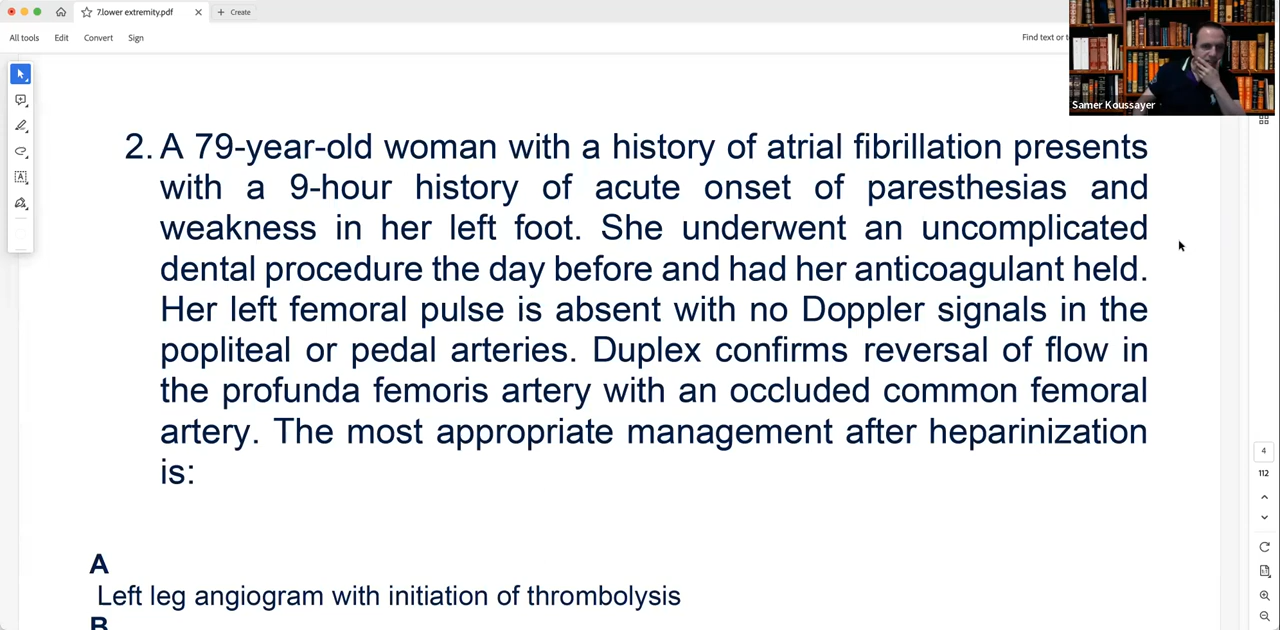 7.lower extremity.pdf
Create
All tools Edit Convert Sign
Find text or t
Samer Koussayer
2. A 79-year-old woman with a history of atrial fibrillation presents
with a 9-hour history of acute onset of paresthesias and
weakness in her left foot. She underwent an uncomplicated
dental procedure the day before and had her anticoagulant held.
Her left femoral pulse is absent with no Doppler signals in the
popliteal or pedal arteries. Duplex confirms reversal of flow in
the profunda femoris artery with an occluded common femoral
artery. The most appropriate management after heparinization
is:
4
112
A
Left leg angiogram with initiation of thrombolysis
B